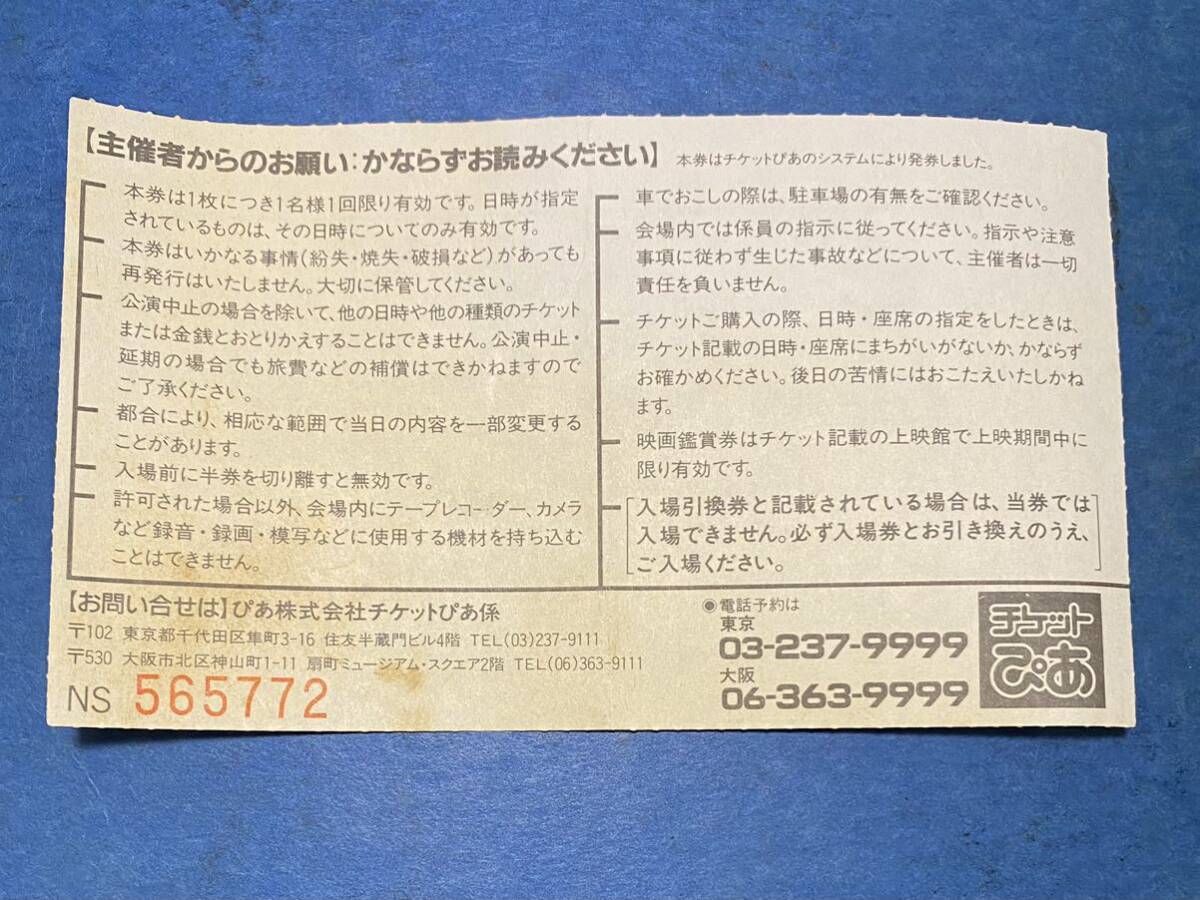 【主催者からのお願い：かならずお読みください】 本券はチケットぴあのシステムにより発券しました。
本券は1枚につき1名様1回限り有効です。日時が指定
されているものは、その日時についてのみ有効です。
本券はいかなる事情(紛失・焼失・破損など)があっても
再発行はいたしません。大切に保管してください。
公演中止の場合を除いて、他の日時や他の種類のチケット
または金銭とおとりかえすることはできません。公演中止・
延期の場合でも旅費などの補償はできかねますので
ご了承ください。
都合により、相応な範囲で当日の内容を一部変更する
ことがあります。
入場前に半券を切り離すと無効です。
許可された場合以外、会場内にテープレコーダー、カメラ
など録音・録画・模写などに使用する機材を持ち込む
ことはできません。
車でおこしの際は、駐車場の有無をご確認ください。
会場内では係員の指示に従ってください。指示や注意
事項に従わず生じた事故などについて、主催者は一切
責任を負いません。
チケットご購入の際、日時・座席の指定をしたときは、
チケット記載の日時・座席にまちがいがないか、かならず
お確かめください。後日の苦情にはおこたえいたしかね
ます。
映画鑑賞券はチケット記載の上映館で上映期間中に
限り有効です。
[入場引換券と記載されている場合は、当券では
入場できません。必ず入場券とお引き換えのうえ、
ご入場ください。]
【お問い合せは】ぴあ株式会社チケットぴあ係
〒102 東京都千代田区隼町3-16 住友半蔵門ビル4階 TEL(03)237-9111
〒530 大阪市北区神山町1-11 扇町ミュージアム・スクエア2階 TEL(06)363-9111
NS 565772
◉電話予約は
東京
03-237-9999
大阪
06-363-9999
チケット
ぴあ